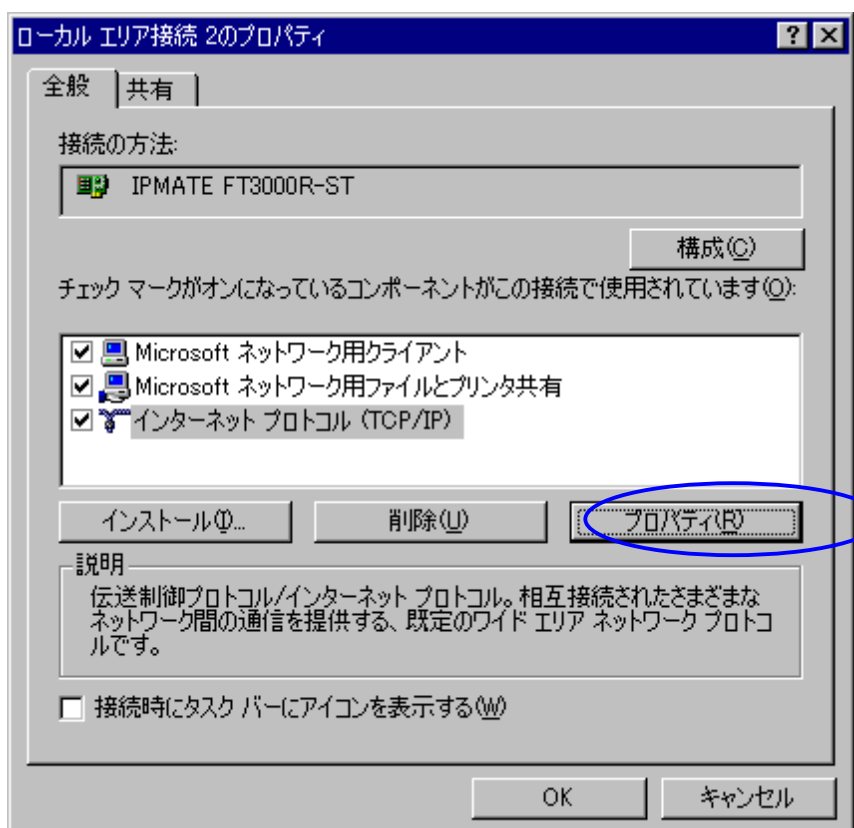 ローカル エリア接続 2のプロパティ
全般 共有
接続の方法:
IPMATE FT3000R-ST
構成(C)
チェック マークがオンになっているコンポーネントがこの接続で使用されています(O):
Microsoft ネットワーク用クライアント
Microsoft ネットワーク用ファイルとプリンタ共有
インターネット プロトコル (TCP/IP)
インストール(I)... 削除(U) プロパティ(R)
説明
伝送制御プロトコル/インターネット プロトコル。相互接続されたさまざまな
ネットワーク間の通信を提供する、既定のワイド エリア ネットワーク プロトコ
ルです。
接続時にタスク バーにアイコンを表示する(W)
OK キャンセル